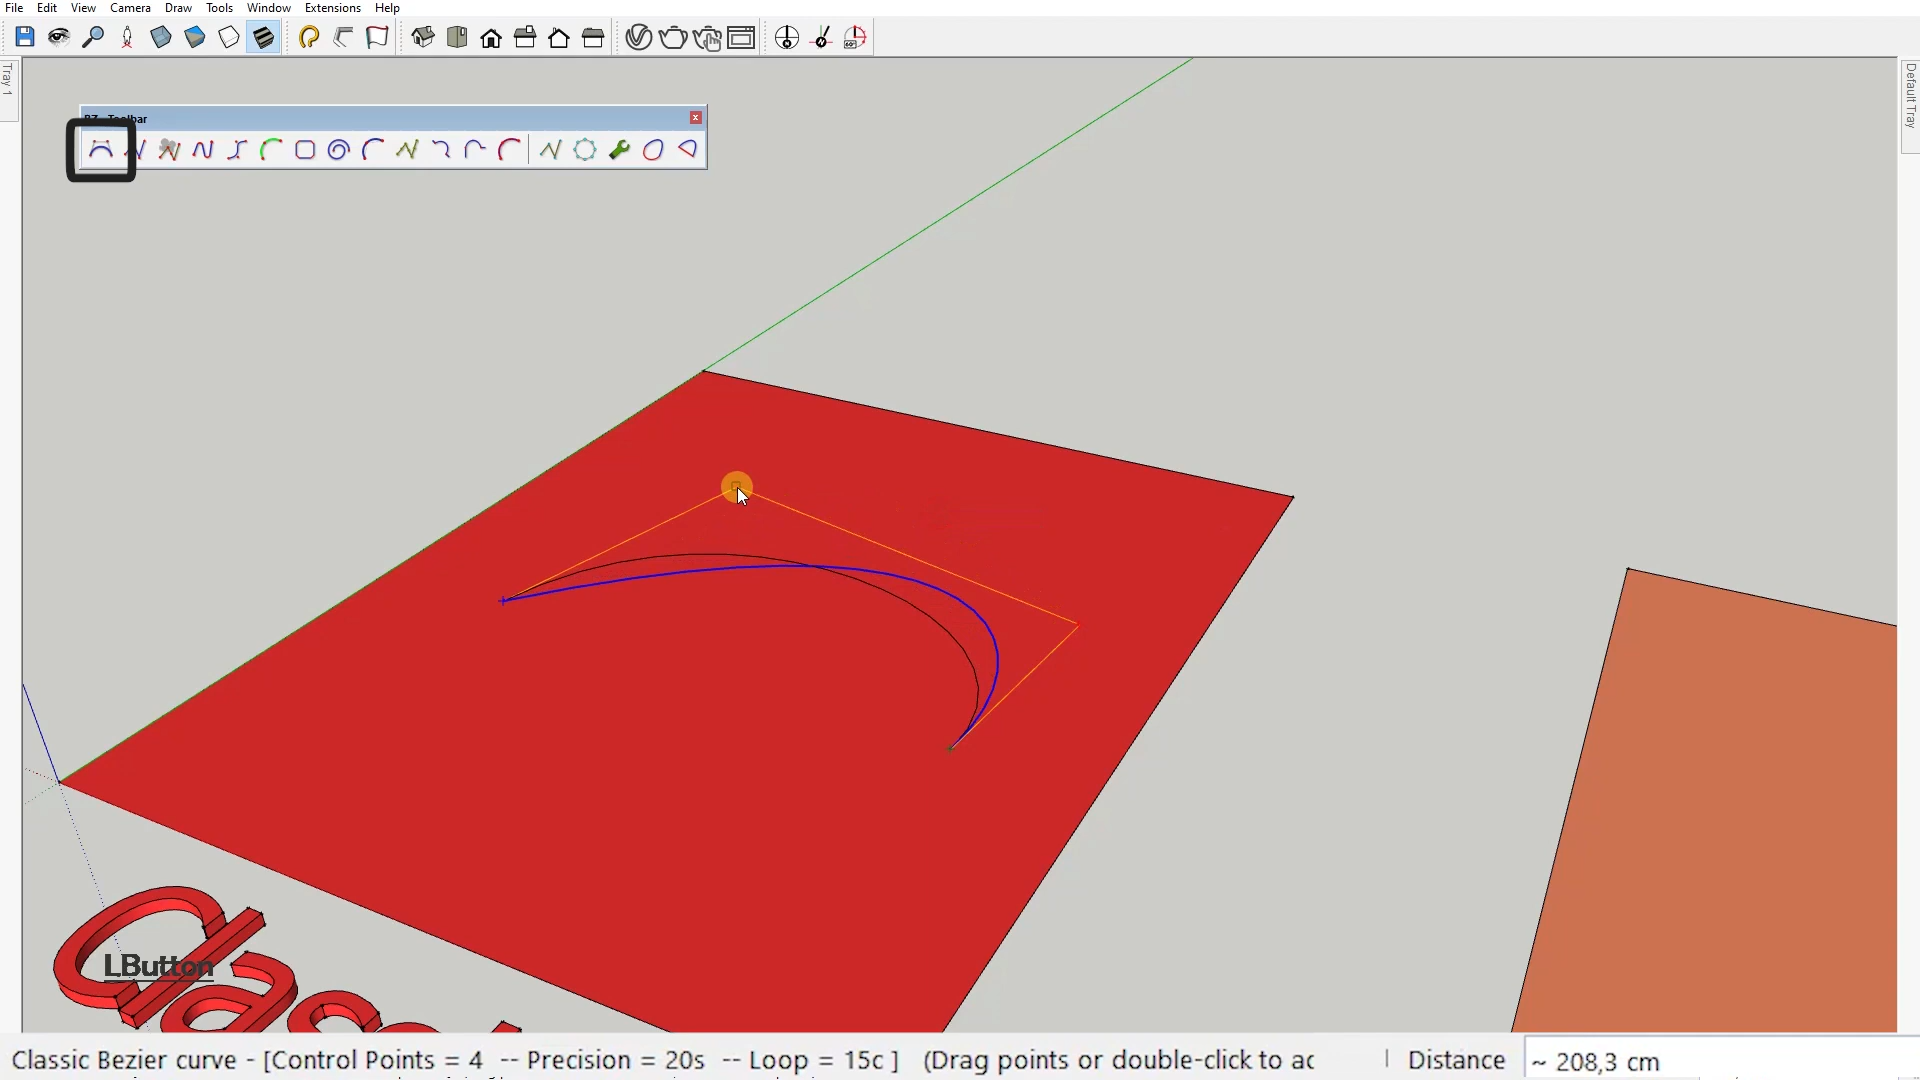 File Edit View Camera Draw Tools Window Extensions Help
Tray 1
Default Tray
BZ - Toolbar
LButton
Classic Bezier curve - [Control Points = 4 -- Precision = 20s -- Loop = 15c ] (Drag points or double-click to ac
Distance ~ 208,3 cm